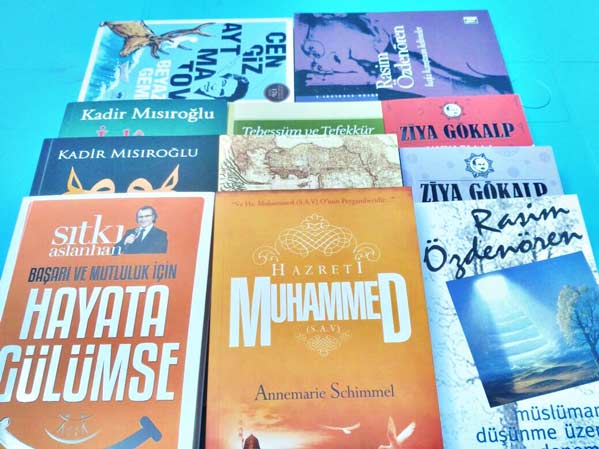 CEN
GİZ
AYT
MA
TOV
BEYAZ
GEMİ
Rasim
Özdenören
Kadir Mısıroğlu
Tebessüm ve Tefekkür
ZİYA GÖKALP
KADİR MISIROĞLU
ZİYA GÖKALP
sıtkı
aslanhan
BAŞARI VE MUTLULUK İÇİN
HAYATA
GÜLÜMSE
"Ve Hz. Muhammed (S.A.V) O'nun Peygamberidir..."
HAZRETİ
MUHAMMED
(S.A.V)
Annemarie Schimmel
Rasim
Özdenören
müslüman
düşünme üzer